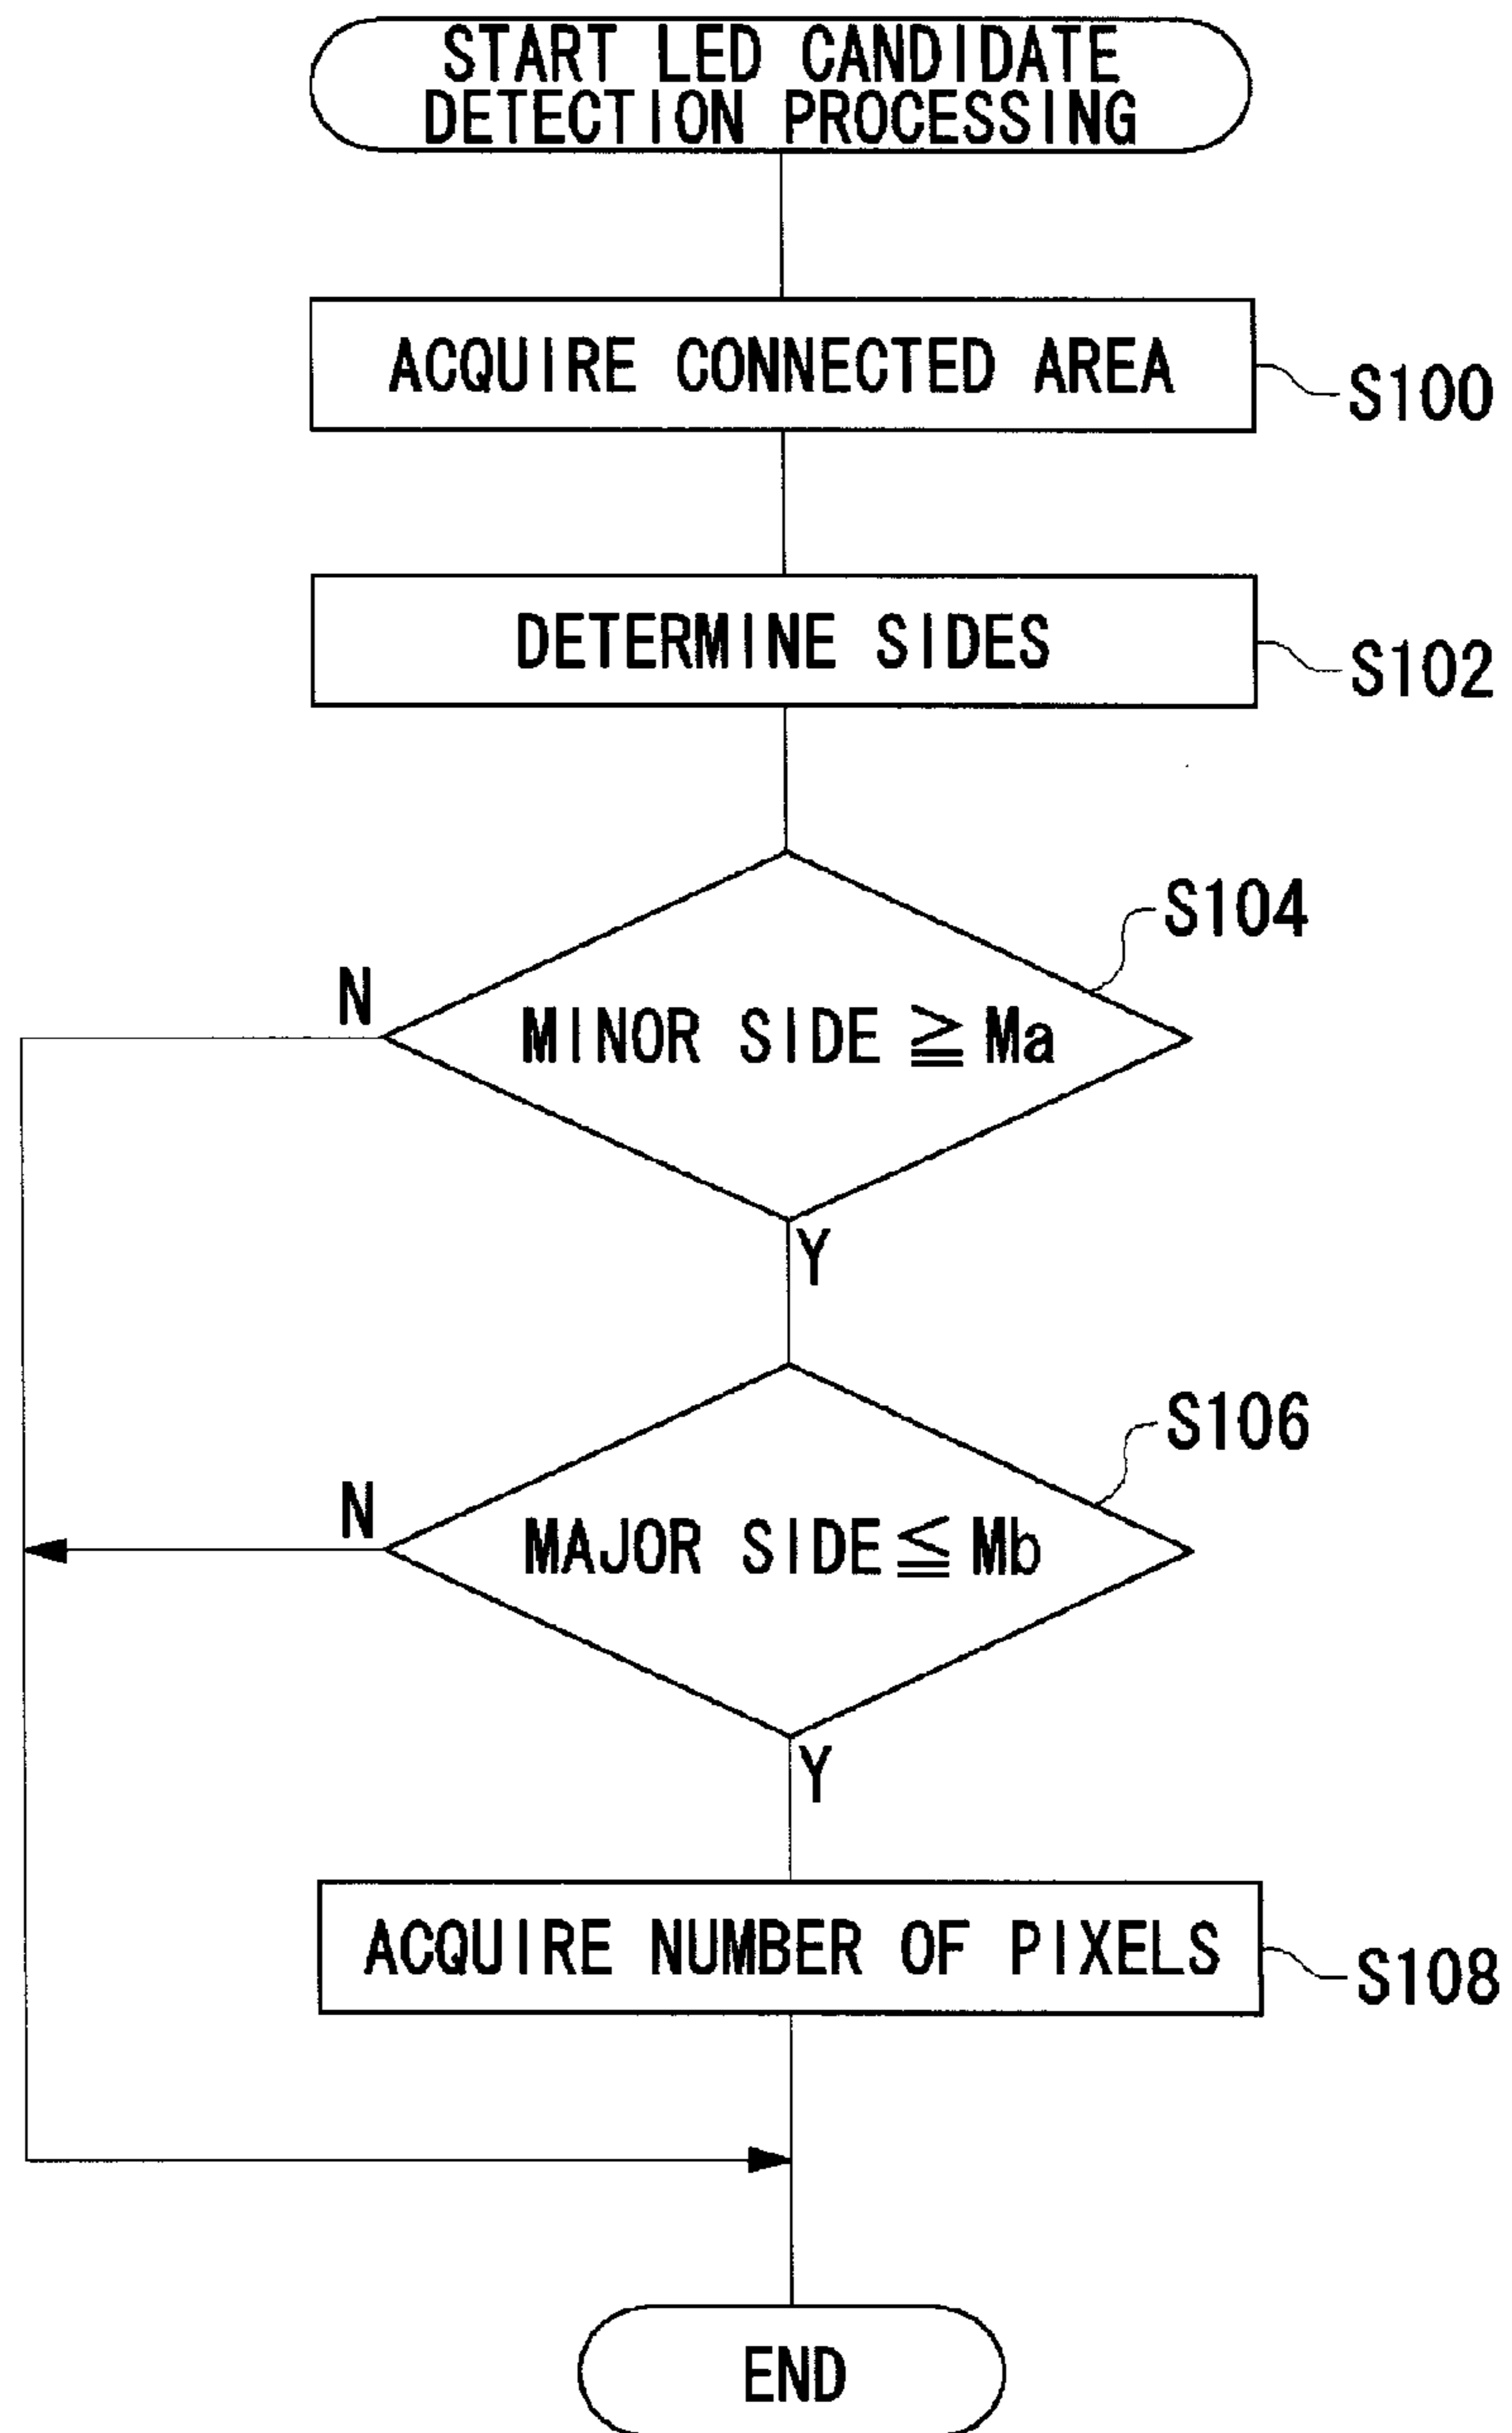 START LED CANDIDATE
DETECTION PROCESSING
ACQUIRE CONNECTED AREA
S100
DETERMINE SIDES
S102
S104
N
MINOR SIDE ≧ Ma
Y
S106
N
MAJOR SIDE ≦ Mb
Y
ACQUIRE NUMBER OF PIXELS
S108
END